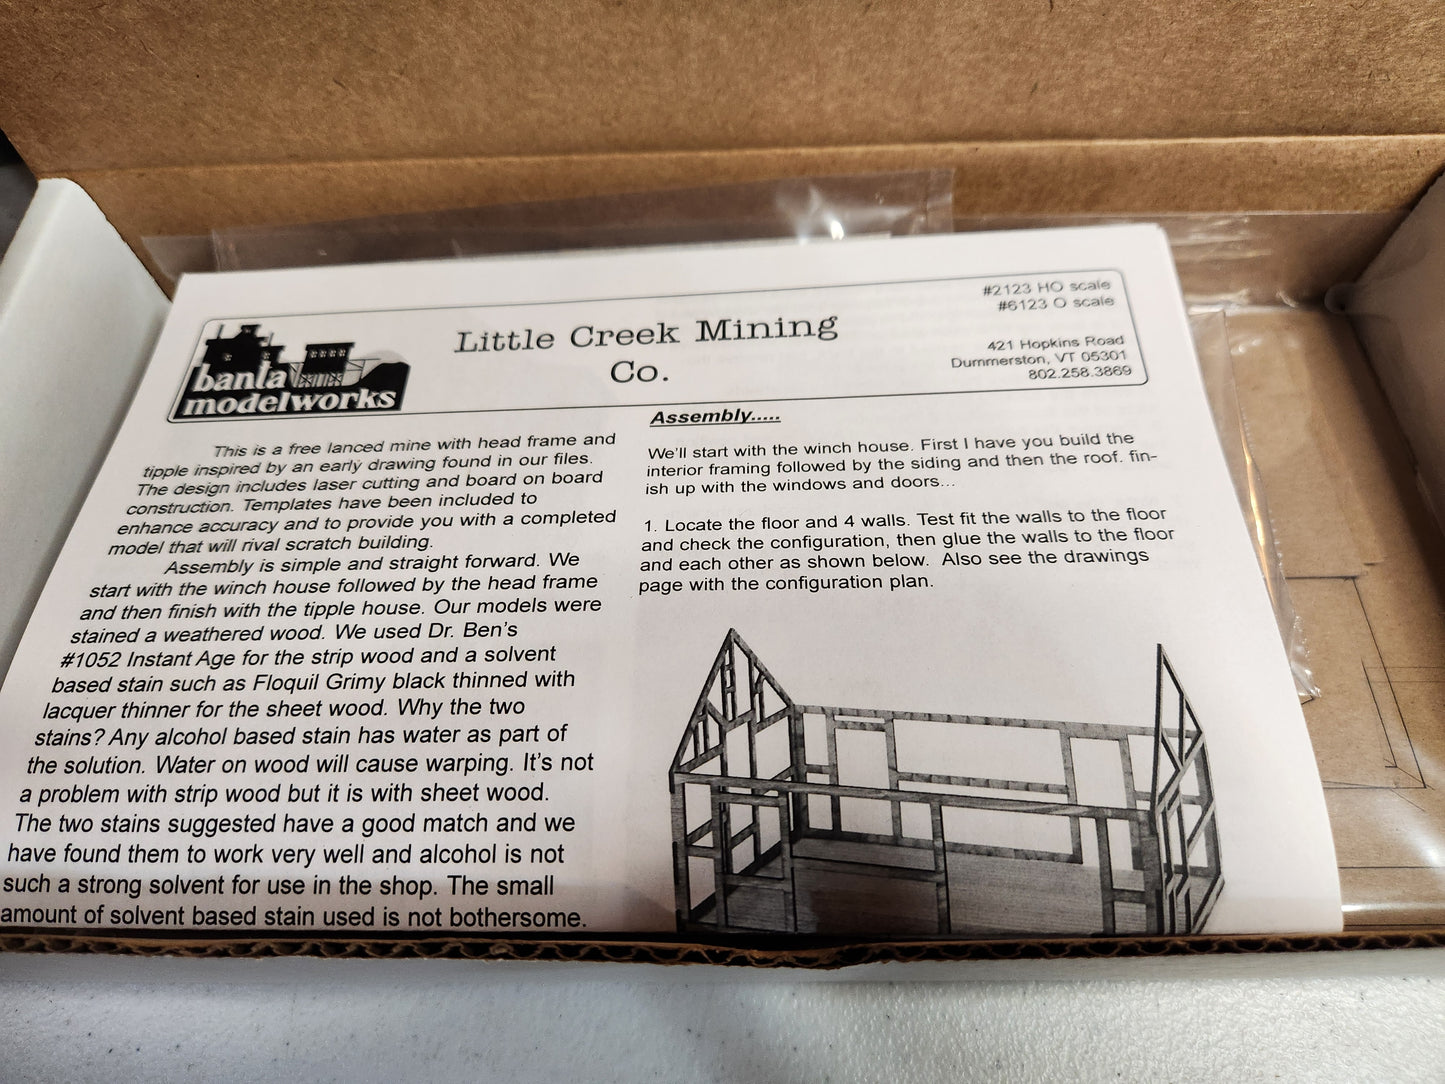 banta
modelworks
Little Creek Mining
Co.
#2123 HO scale
#6123 O scale
421 Hopkins Road
Dummerston, VT 05301
802.258.3869
This is a free lanced mine with head frame and
tipple inspired by an early drawing found in our files.
The design includes laser cutting and board on board
construction. Templates have been included to
enhance accuracy and to provide you with a completed
model that will rival scratch building.
Assembly is simple and straight forward. We
start with the winch house followed by the head frame
and then finish with the tipple house. Our models were
stained a weathered wood. We used Dr. Ben's
#1052 Instant Age for the strip wood and a solvent
based stain such as Floquil Grimy black thinned with
lacquer thinner for the sheet wood. Why the two
stains? Any alcohol based stain has water as part of
the solution. Water on wood will cause warping. It's not
a problem with strip wood but it is with sheet wood.
The two stains suggested have a good match and we
have found them to work very well and alcohol is not
such a strong solvent for use in the shop. The small
amount of solvent based stain used is not bothersome.
Assembly.....
We'll start with the winch house. First I have you build the
interior framing followed by the siding and then the roof. fin-
ish up with the windows and doors...
1. Locate the floor and 4 walls. Test fit the walls to the floor
and check the configuration, then glue the walls to the floor
and each other as shown below. Also see the drawings
page with the configuration plan.